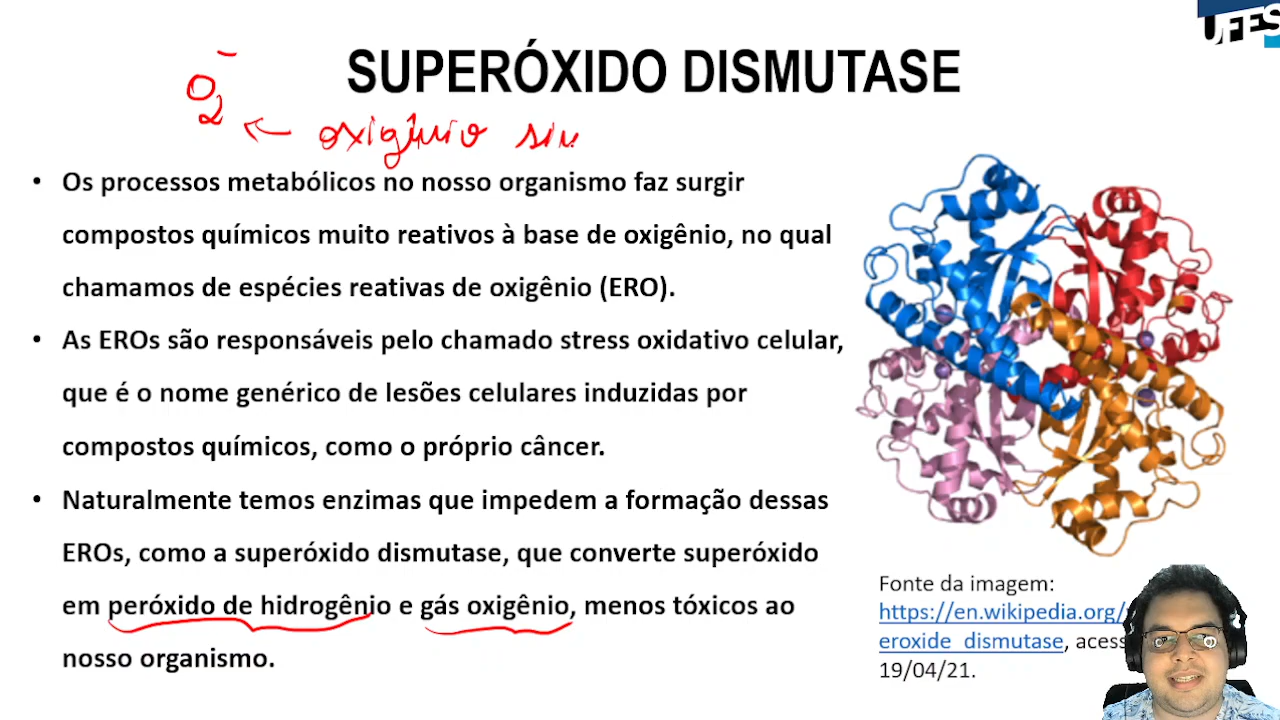 UFES
SUPERÓXIDO DISMUTASE
O₂⁻
← oxigênio sin
• Os processos metabólicos no nosso organismo faz surgir
compostos químicos muito reativos à base de oxigênio, no qual
chamamos de espécies reativas de oxigênio (ERO).
• As EROs são responsáveis pelo chamado stress oxidativo celular,
que é o nome genérico de lesões celulares induzidas por
compostos químicos, como o próprio câncer.
• Naturalmente temos enzimas que impedem a formação dessas
EROs, como a superóxido dismutase, que converte superóxido
em peróxido de hidrogênio e gás oxigênio, menos tóxicos ao
nosso organismo.
Fonte da imagem:
https://en.wikipedia.org/
eroxide_dismutase, acess
19/04/21.